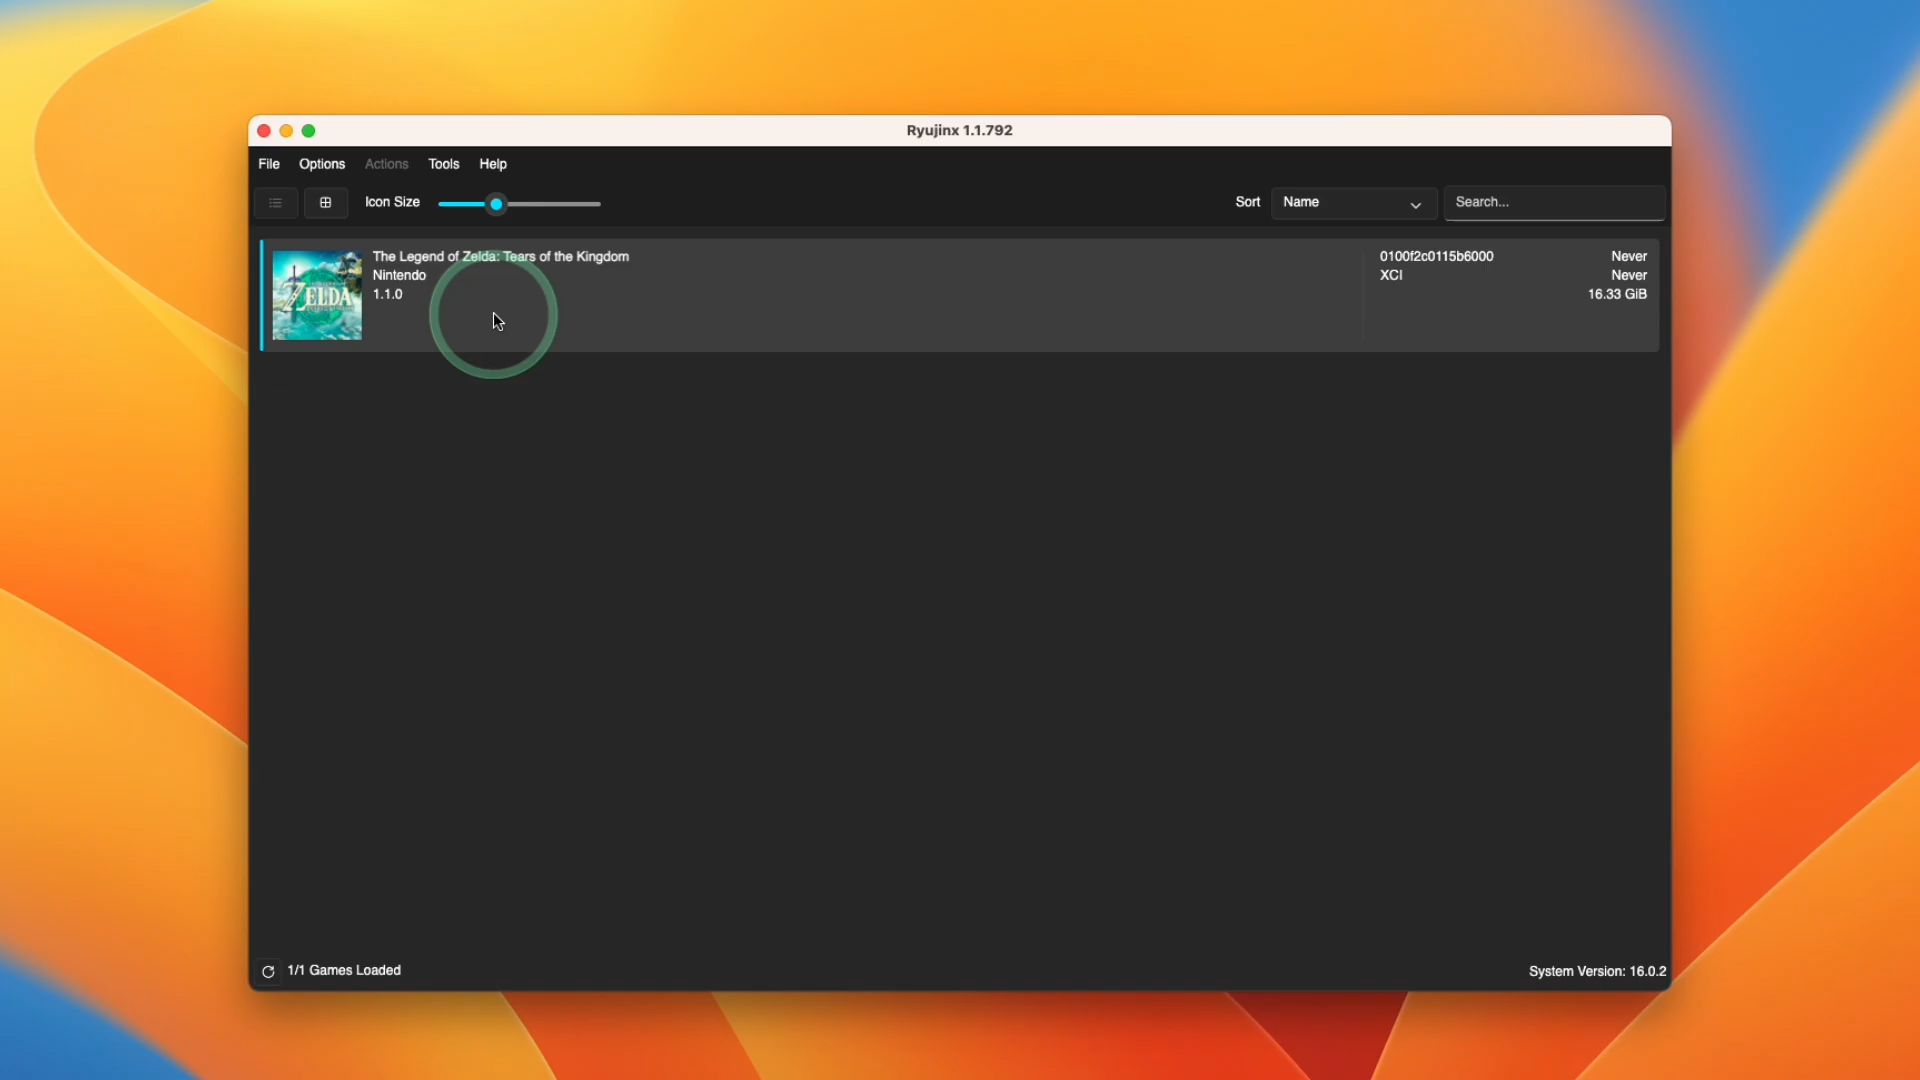 Ryujinx 1.1.792
File Options Actions Tools Help
Icon Size
Sort Name Search...
The Legend of Zelda: Tears of the Kingdom 0100f2c0115b6000 Never
Nintendo XCI Never
1.1.0 16.33 GiB
ZELDA
1/1 Games Loaded System Version: 16.0.2